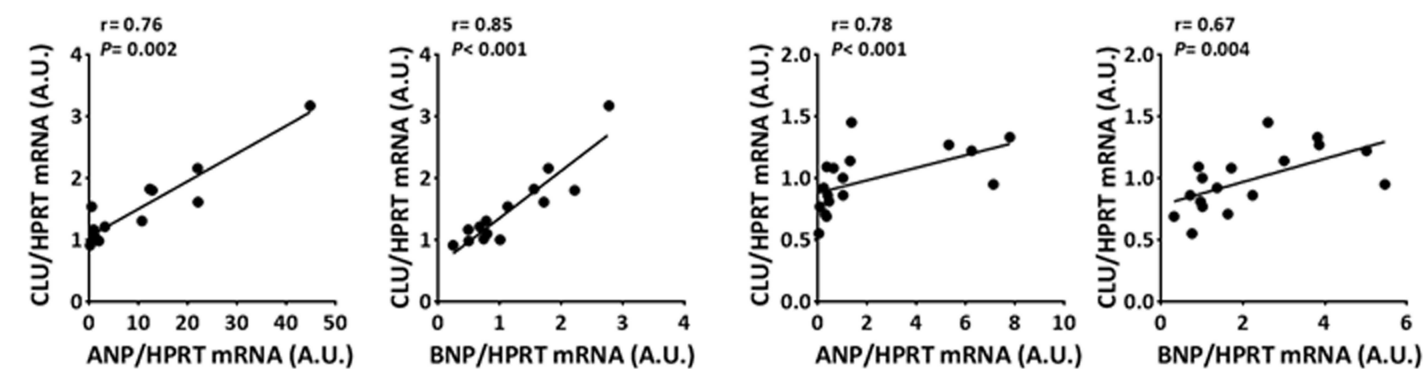 r= 0.76
P= 0.002
CLU/HPRT mRNA (A.U.)
4
3
2
1
0
0 10 20 30 40 50
ANP/HPRT mRNA (A.U.)
r= 0.85
P< 0.001
CLU/HPRT mRNA (A.U.)
4
3
2
1
0
0 1 2 3 4
BNP/HPRT mRNA (A.U.)
r= 0.78
P< 0.001
CLU/HPRT mRNA (A.U.)
2.0
1.5
1.0
0.5
0.0
0 2 4 6 8 10
ANP/HPRT mRNA (A.U.)
r= 0.67
P= 0.004
CLU/HPRT mRNA (A.U.)
2.0
1.5
1.0
0.5
0.0
0 2 4 6
BNP/HPRT mRNA (A.U.)